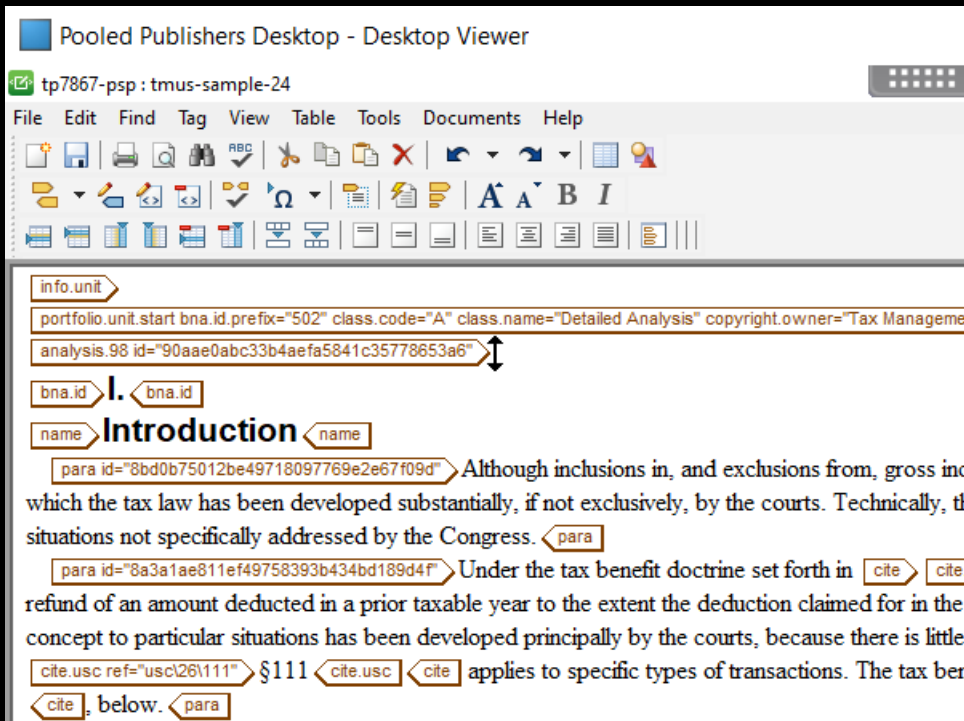 Pooled Publishers Desktop - Desktop Viewer
tp7867-psp : tmus-sample-24
File Edit Find Tag View Table Tools Documents Help
ABC
Ω A A B I
info.unit
portfolio.unit.start bna.id.prefix="502" class.code="A" class.name="Detailed Analysis" copyright.owner="Tax Manageme
analysis.98 id="90aae0abc33b4aefa5841c35778653a6"
bna.id I. bna.id
name Introduction name
para id="8bd0b75012be49718097769e2e67f09d" Although inclusions in, and exclusions from, gross inc
which the tax law has been developed substantially, if not exclusively, by the courts. Technically, th
situations not specifically addressed by the Congress. para
para id="8a3a1ae811ef49758393b434bd189d4f" Under the tax benefit doctrine set forth in cite cite
refund of an amount deducted in a prior taxable year to the extent the deduction claimed for in the
concept to particular situations has been developed principally by the courts, because there is little
cite.usc ref="usc\26\111" §111 cite.usc cite applies to specific types of transactions. The tax ben
cite , below. para